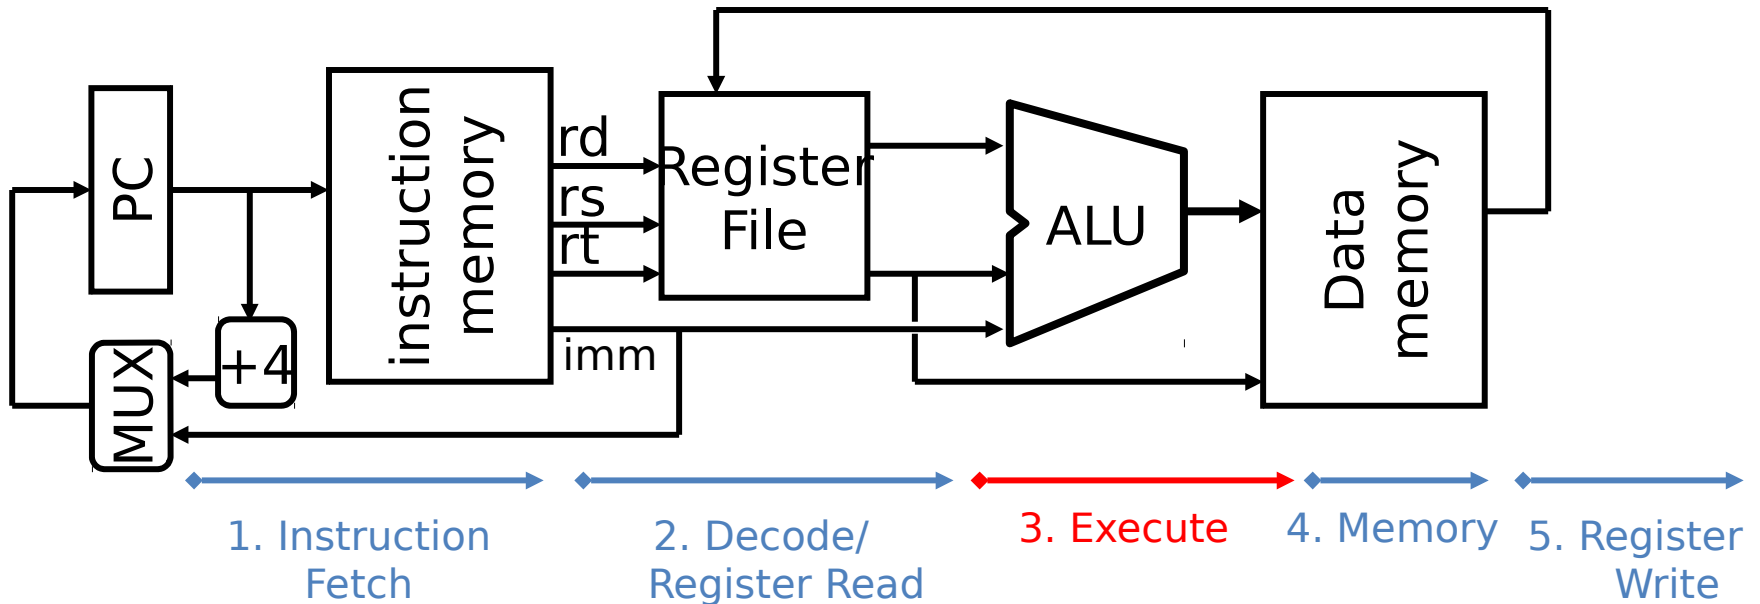 PC
MUX
+4
instruction
memory
rd
rs
rt
imm
Register
File
ALU
Data
memory
1. Instruction
Fetch
2. Decode/
Register Read
3. Execute
4. Memory
5. Register
Write